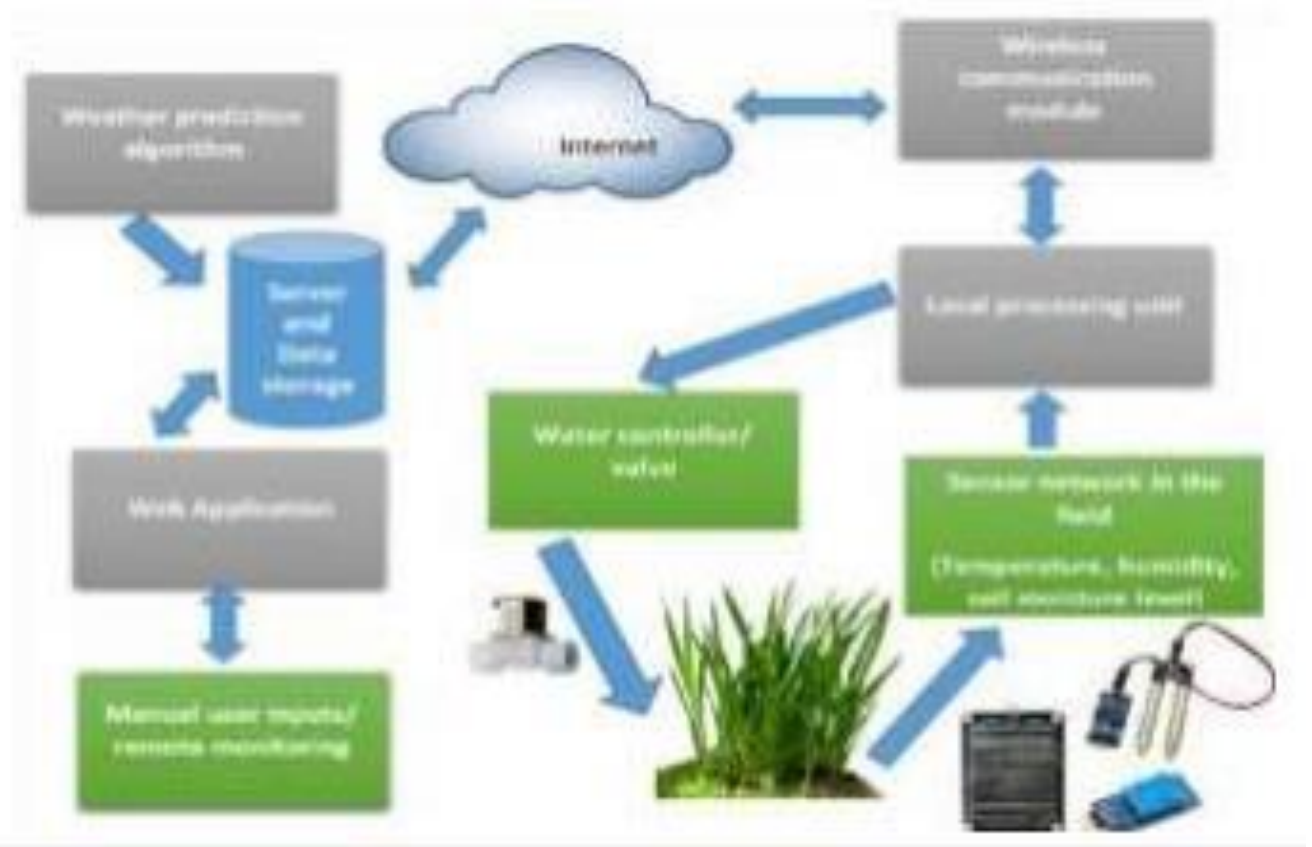 Weather prediction
algorithm
Internet
Wireless
communication
module
Server
and
Data
storage
Local processing unit
Water controller/
valve
Sensor network in the
field
(Temperature, humidity,
soil moisture level)
Web Application
Manual user inputs/
remote monitoring